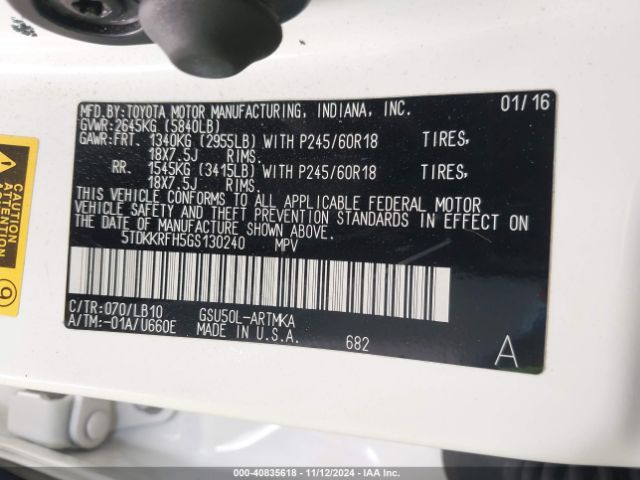 MFD.BY:TOYOTA MOTOR MANUFACTURING, INDIANA, INC. 01/16
GVWR:2645KG (5840LB)
GAWR:FRT. 1340KG (2955LB) WITH P245/60R18 TIRES,
18X7.5J RIMS.
RR. 1545KG (3415LB) WITH P245/60R18 TIRES,
18X7.5J RIMS.
THIS VEHICLE CONFORMS TO ALL APPLICABLE FEDERAL MOTOR
VEHICLE SAFETY AND THEFT PREVENTION STANDARDS IN EFFECT ON
THE DATE OF MANUFACTURE SHOWN ABOVE.
5TDKKRFH5GS130240 MPV
C/TR:070/LB10 GSU50L-ARTMKA
A/TM:-01A/U660E MADE IN U.S.A.
682
A
CAUTION
ATTENTION
9
000-40835618 - 11/12/2024 - IAA Inc.